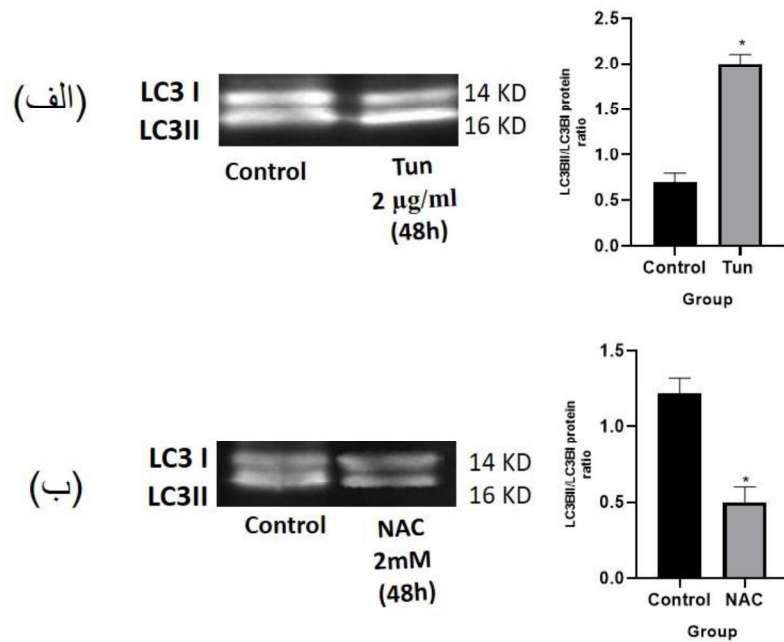 (الف)
LC3 I
LC3II
14 KD
16 KD
Control
Tun
2 µg/ml
(48h)
LC3BII/LC3BI protein
ratio
2.5
2.0
1.5
1.0
0.5
0.0
*
Control Tun
Group
(ب)
LC3 I
LC3II
14 KD
16 KD
Control
NAC
2mM
(48h)
LC3BII/LC3BI protein
ratio
1.5
1.0
0.5
0.0
*
Control NAC
Group